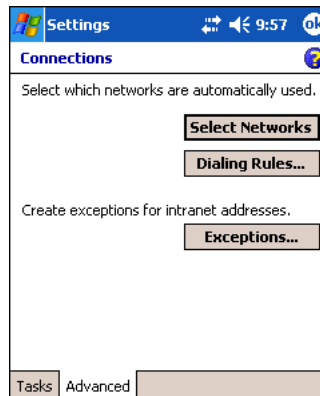 Settings 9:57 ok
Connections ?
Select which networks are automatically used.
Select Networks
Dialing Rules...
Create exceptions for intranet addresses.
Exceptions...
Tasks Advanced